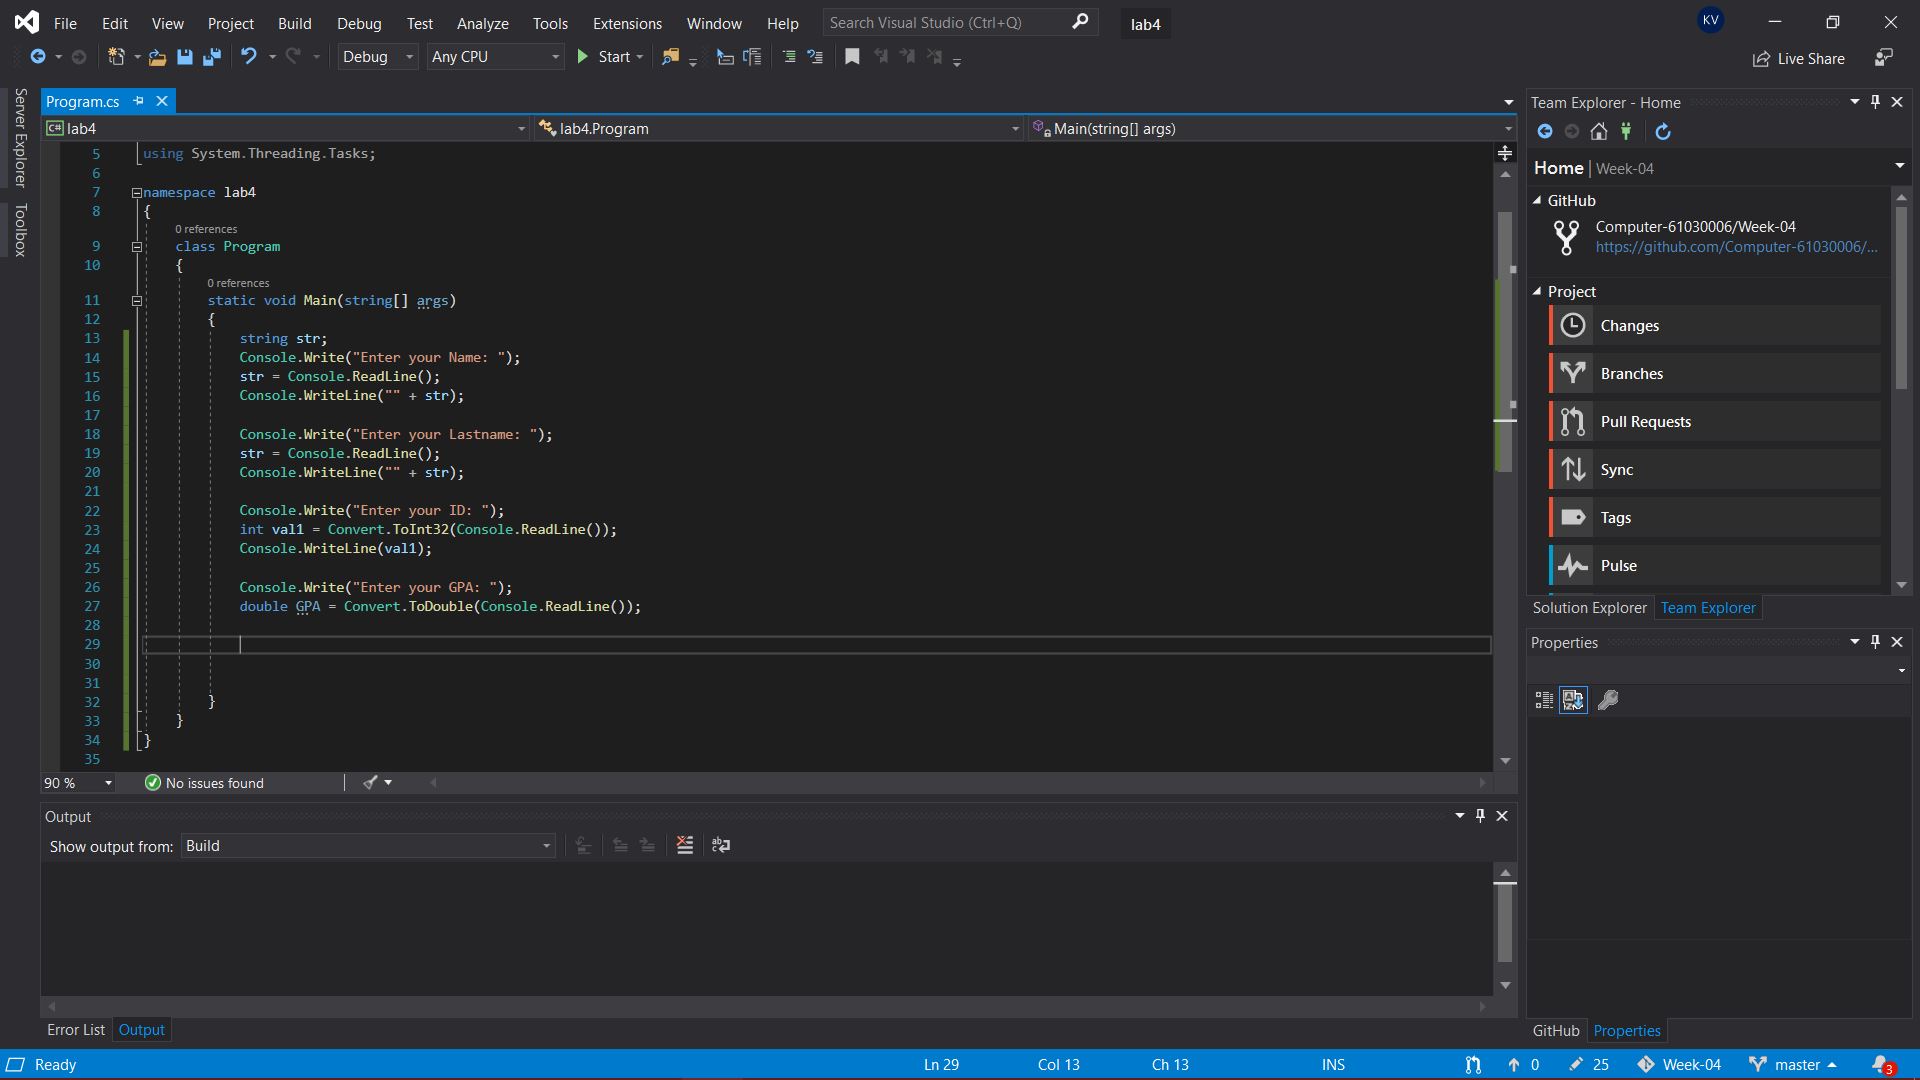 File Edit View Project Build Debug Test Analyze Tools Extensions Window Help Search Visual Studio (Ctrl+Q) lab4 KV
Debug Any CPU Start Live Share
Server Explorer
Toolbox
Program.cs
C# lab4 lab4.Program Main(string[] args)
5 using System.Threading.Tasks;
6
7 namespace lab4
8 {
0 references
9 class Program
10 {
0 references
11 static void Main(string[] args)
12 {
13 string str;
14 Console.Write("Enter your Name: ");
15 str = Console.ReadLine();
16 Console.WriteLine("" + str);
17
18 Console.Write("Enter your Lastname: ");
19 str = Console.ReadLine();
20 Console.WriteLine("" + str);
21
22 Console.Write("Enter your ID: ");
23 int val1 = Convert.ToInt32(Console.ReadLine());
24 Console.WriteLine(val1);
25
26 Console.Write("Enter your GPA: ");
27 double GPA = Convert.ToDouble(Console.ReadLine());
28
29
30
31
32 }
33 }
34 }
35
90 % No issues found
Output
Show output from: Build
Error List Output
Team Explorer - Home
Home | Week-04
GitHub
Computer-61030006/Week-04
https://github.com/Computer-61030006/...
Project
Changes
Branches
Pull Requests
Sync
Tags
Pulse
Solution Explorer Team Explorer
Properties
GitHub Properties
Ready Ln 29 Col 13 Ch 13 INS 0 25 Week-04 master 3